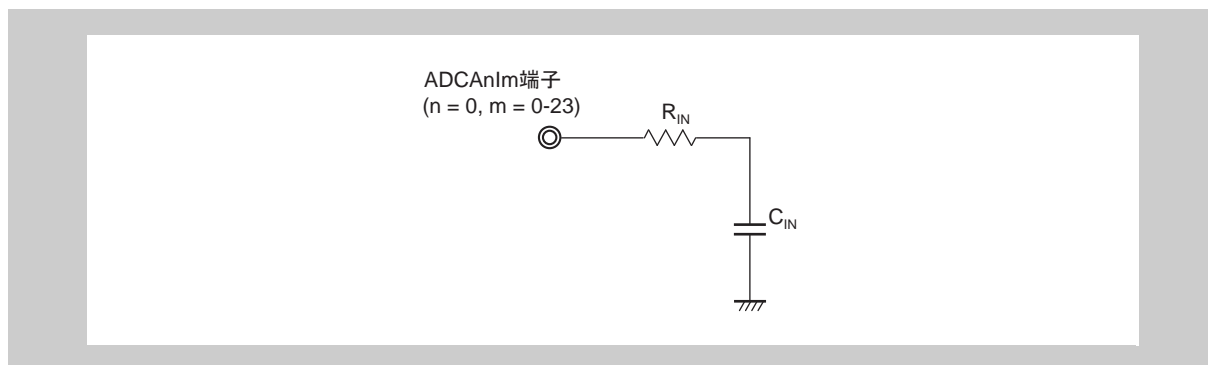 ADCAnIm端子
(n = 0, m = 0-23)
RIN
CIN